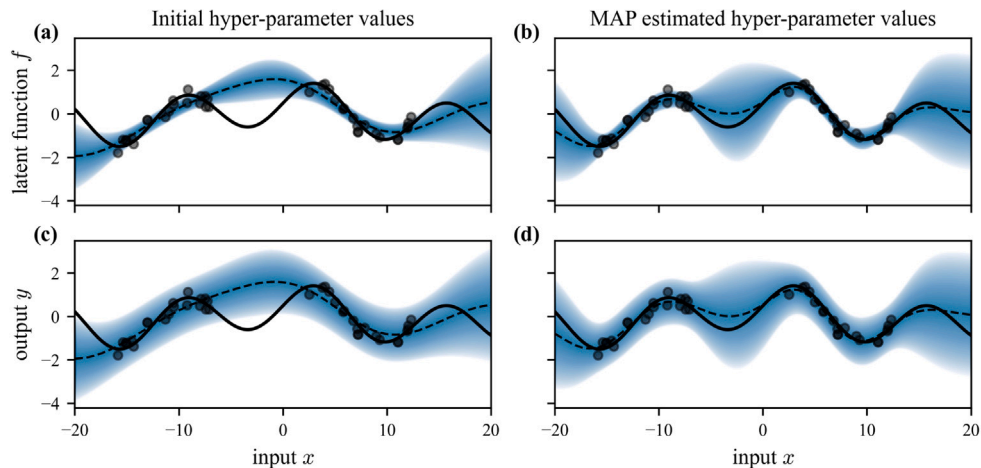 Initial hyper-parameter values
MAP estimated hyper-parameter values
(a)
(b)
latent function f
2
0
−2
−4
(c)
(d)
output y
2
0
−2
−4
−20
−10
0
10
20
−20
−10
0
10
20
input x
input x